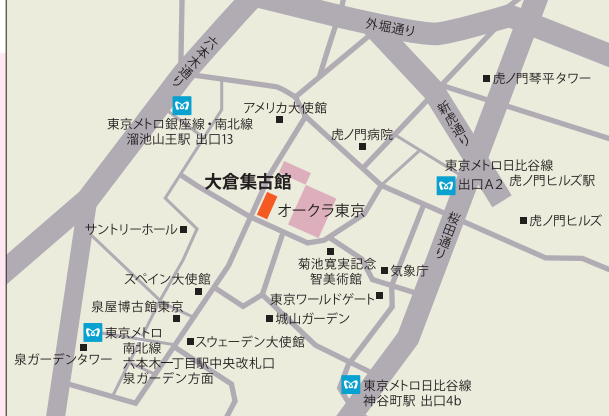 外堀通り
六本木通り
虎ノ門琴平タワー
新虎通り
東京メトロ銀座線・南北線
溜池山王駅 出口13
アメリカ大使館
虎ノ門病院
東京メトロ日比谷線
出口A2 虎ノ門ヒルズ駅
大倉集古館
オークラ東京
桜田通り
虎ノ門ヒルズ
サントリーホール
菊池寛実記念
智美術館
気象庁
スペイン大使館
東京ワールドゲート
泉屋博古館東京
城山ガーデン
東京メトロ
南北線
六本木一丁目駅中央改札口
泉ガーデン方面
スウェーデン大使館
泉ガーデンタワー
東京メトロ日比谷線
神谷町駅 出口4b